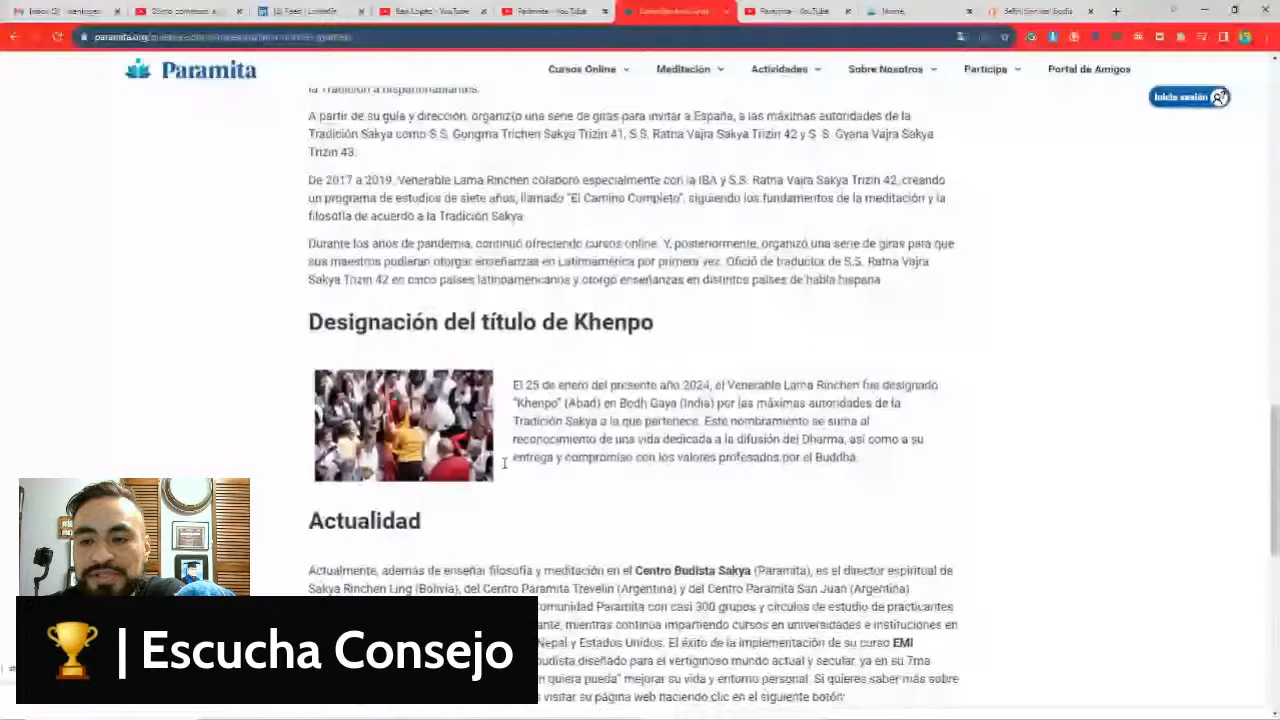 Paramita - YouTube
Paramita - YouTube
Home
Paramita
Cursos Online
Meditación
Actividades
Sobre Nosotros
Participa
Portal de Amigos
Inicia sesión
la Tradición a hispanohablantes.
A partir de su guía y dirección, organizó una serie de giras para invitar a España, a las máximas autoridades de la
Tradición Sakya como S.S. Gongma Trichen Sakya Trizin 41, S.S. Ratna Vajra Sakya Trizin 42 y S. S. Gyana Vajra Sakya
Trizin 43.
De 2017 a 2019, Venerable Lama Rinchen colaboró especialmente con la IBA y S.S. Ratna Vajra Sakya Trizin 42, creando
un programa de estudios de siete años, llamado "El Camino Completo", siguiendo los fundamentos de la meditación y la
filosofía de acuerdo a la Tradición Sakya
Durante los años de pandemia, continuó ofreciendo cursos online. Y, posteriormente, organizó una serie de giras para que
sus maestros pudieran otorgar enseñanzas en Latinoamérica por primera vez. Ofició de traductor de S.S. Ratna Vajra
Sakya Trizin 42 en cinco países latinoamericanos y otorgó enseñanzas en distintos países de habla hispana
Designación del título de Khenpo
El 25 de enero del presente año 2024, el Venerable Lama Rinchen fue designado
"Khenpo" (Abad) en Bodh Gaya (India) por las máximas autoridades de la
Tradición Sakya a la que pertenece. Este nombramiento se suma al
reconocimiento de una vida dedicada a la difusión del Dharma, así como a su
entrega y compromiso con los valores profesados por el Buddha.
Actualidad
Actualmente, además de enseñar filosofía y meditación en el Centro Budista Sakya (Paramita), es el director espiritual de
Sakya Rinchen Ling (Bolivia), del Centro Paramita Trevelin (Argentina) y del Centro Paramita San Juan (Argentina)
omunidad Paramita con casi 300 grupos y círculos de estudio de practicantes
ante, mientras continúa impartiendo cursos en universidades e instituciones en
Nepal y Estados Unidos. El éxito de la implementación de su curso EMI
budista diseñado para el vertiginoso mundo actual y secular, ya en su 7ma
n quiera pueda" mejorar su vida y entorno personal. Si quieres saber más sobre
visitar su página web haciendo clic en el siguiente botón:
| Escucha Consejo